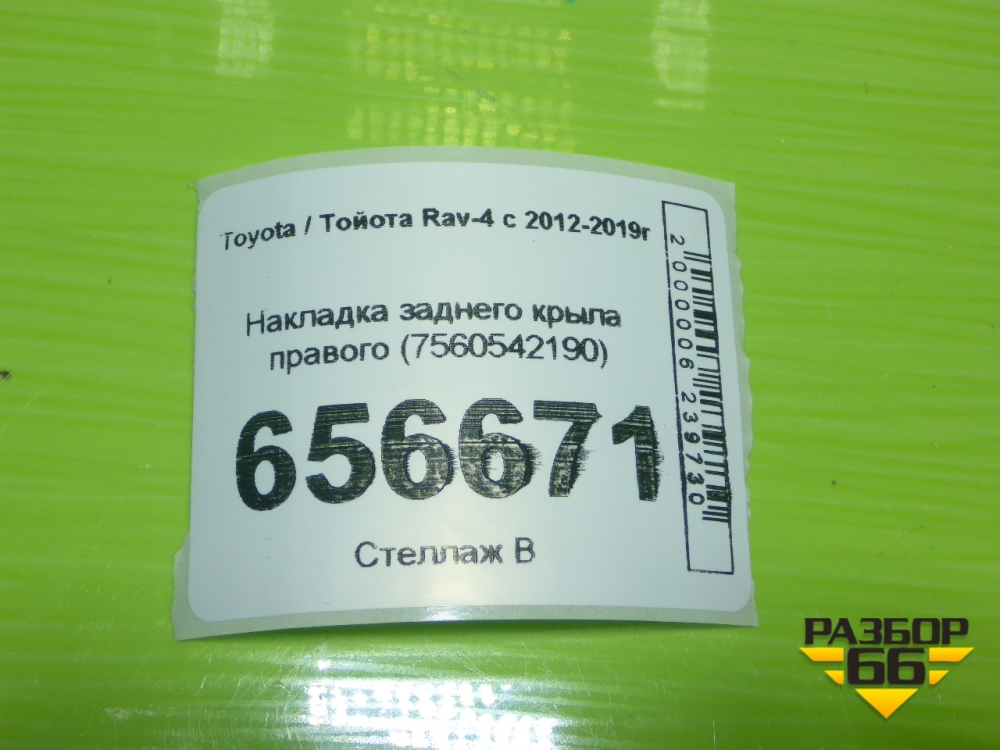 Toyota / Тойота Rav-4 с 2012-2019г
Накладка заднего крыла
правого (7560542190)
656671
Стеллаж В
2000006239730
РАЗБОР
66